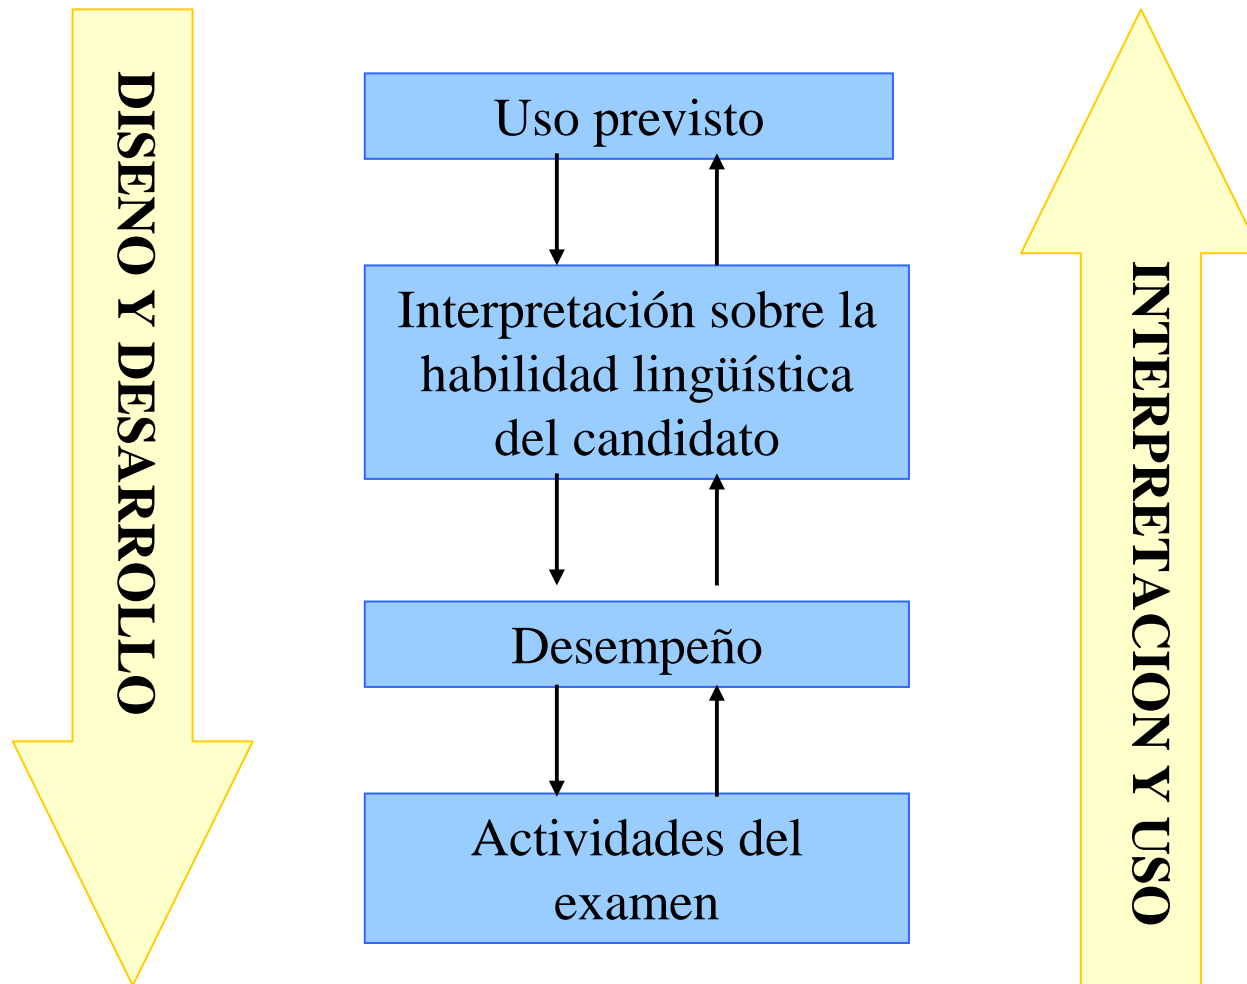 DISENO Y DESARROLLO
Uso previsto
Interpretación sobre la
habilidad lingüística
del candidato
Desempeño
Actividades del
examen
INTERPRETACION Y USO